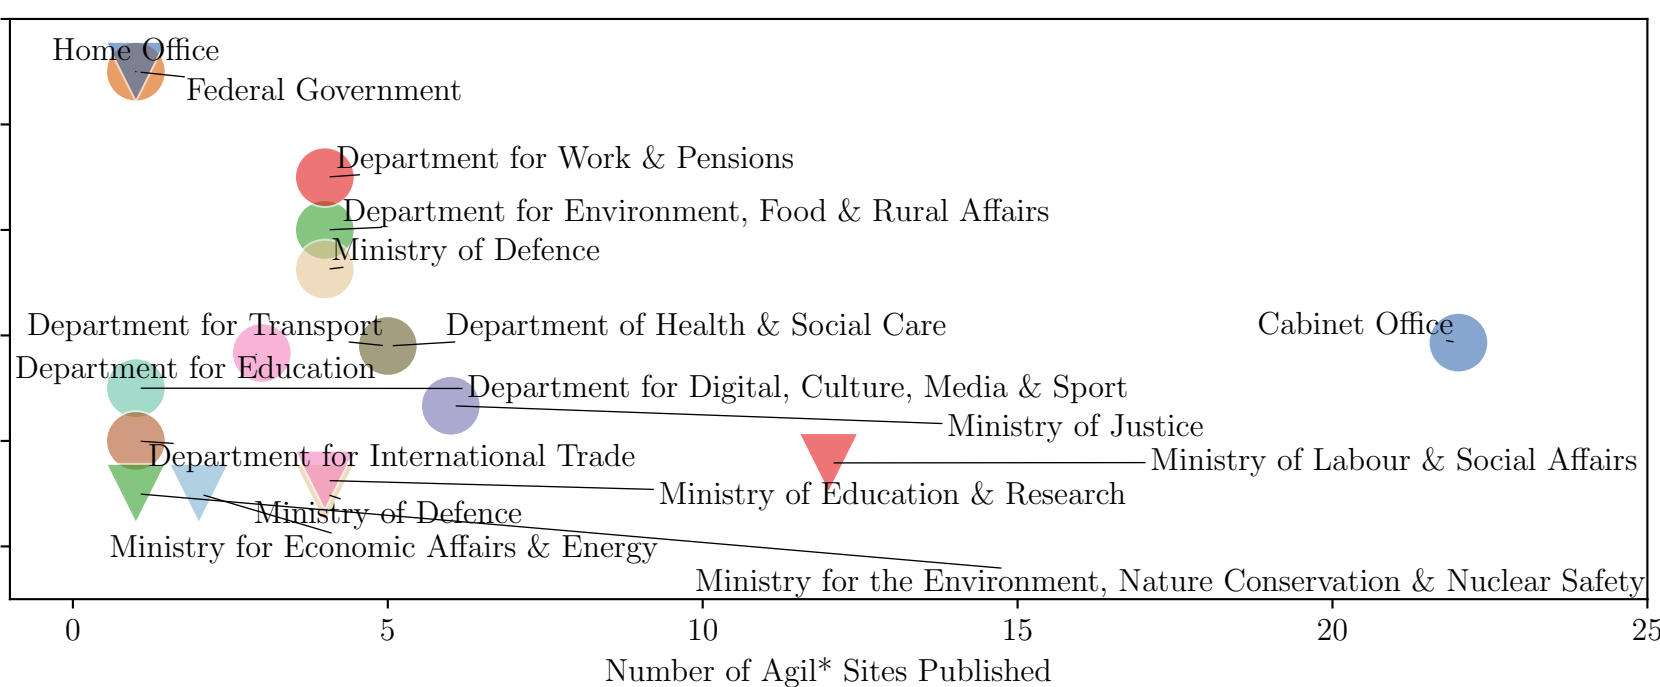 Home Office
Federal Government
Department for Work & Pensions
Department for Environment, Food & Rural Affairs
Ministry of Defence
Department for Transport
Department of Health & Social Care
Cabinet Office
Department for Education
Department for Digital, Culture, Media & Sport
Ministry of Justice
Department for International Trade
Ministry of Labour & Social Affairs
Ministry of Education & Research
Ministry of Defence
Ministry for Economic Affairs & Energy
Ministry for the Environment, Nature Conservation & Nuclear Safety
0 5 10 15 20 25
Number of Agil* Sites Published